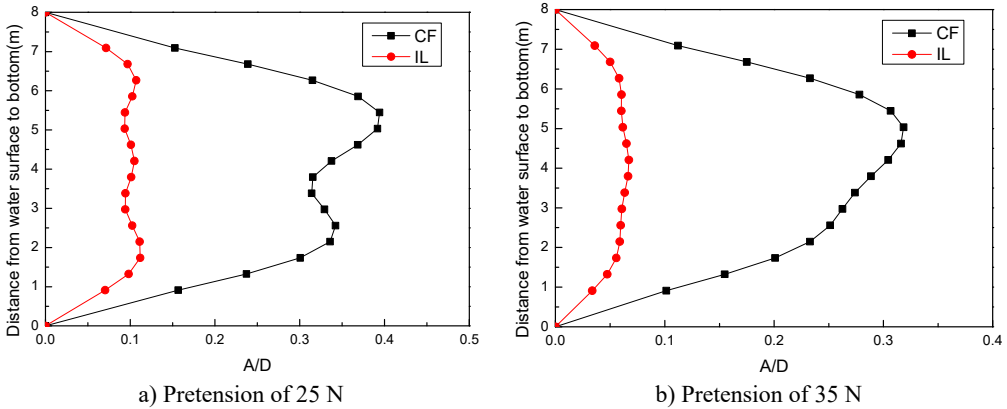 8
7
6
5
4
3
2
1
0
Distance from water surface to bottom(m)
CF
IL
0.0 0.1 0.2 0.3 0.4 0.5
A/D
a) Pretension of 25 N
8
7
6
5
4
3
2
1
0
Distance from water surface to bottom(m)
CF
IL
0.0 0.1 0.2 0.3 0.4
A/D
b) Pretension of 35 N